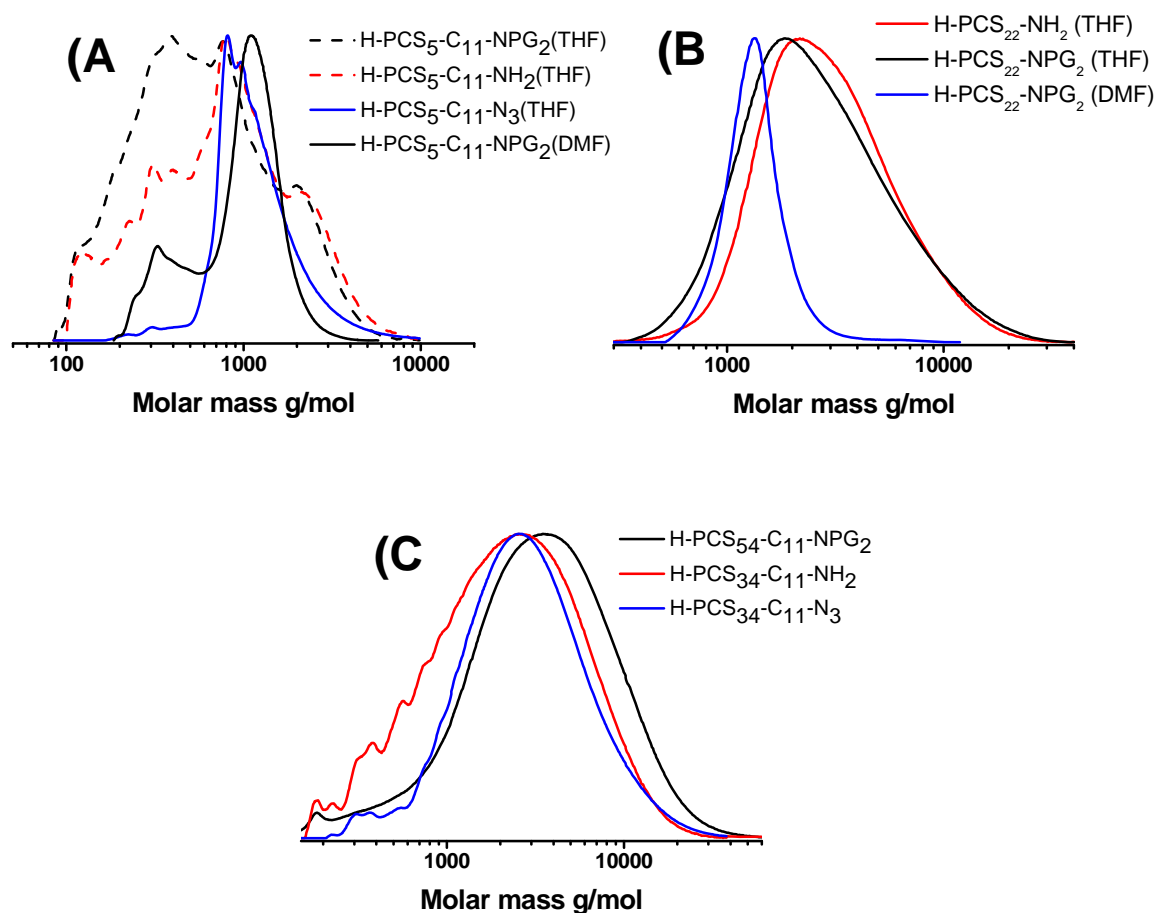 (A
H-PCS5-C11-NPG2(THF)
H-PCS5-C11-NH2(THF)
H-PCS5-C11-N3(THF)
H-PCS5-C11-NPG2(DMF)
100 1000 10000
Molar mass g/mol
(B
H-PCS22-NH2 (THF)
H-PCS22-NPG2 (THF)
H-PCS22-NPG2 (DMF)
1000 10000
Molar mass g/mol
(C
H-PCS54-C11-NPG2
H-PCS34-C11-NH2
H-PCS34-C11-N3
1000 10000
Molar mass g/mol